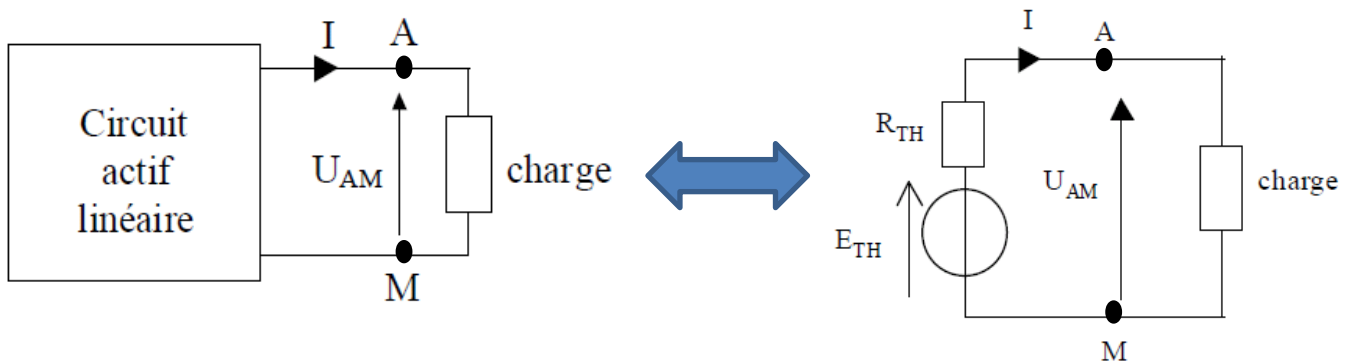 I
A
Circuit
actif
linéaire
U_AM
charge
M
I
A
R_TH
E_TH
U_AM
charge
M